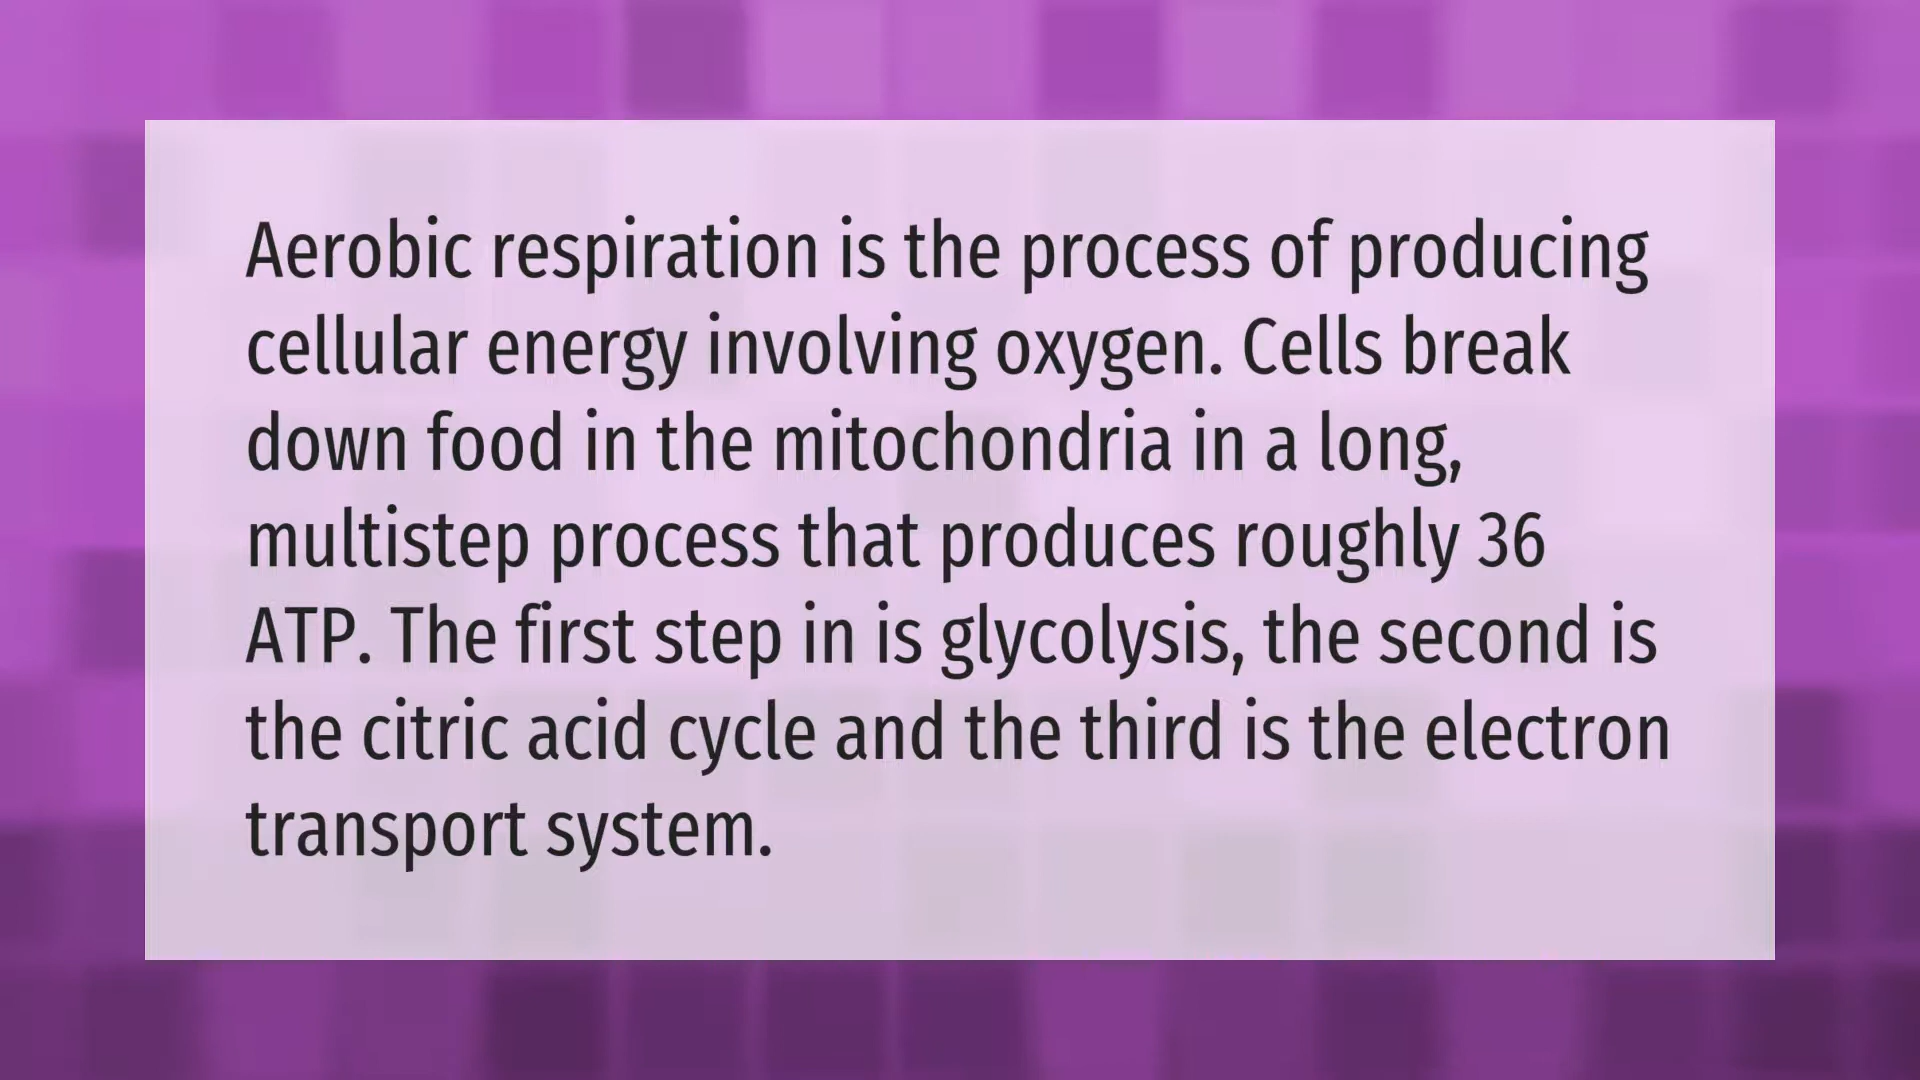 Aerobic respiration is the process of producing
cellular energy involving oxygen. Cells break
down food in the mitochondria in a long,
multistep process that produces roughly 36
ATP. The first step in is glycolysis, the second is
the citric acid cycle and the third is the electron
transport system.